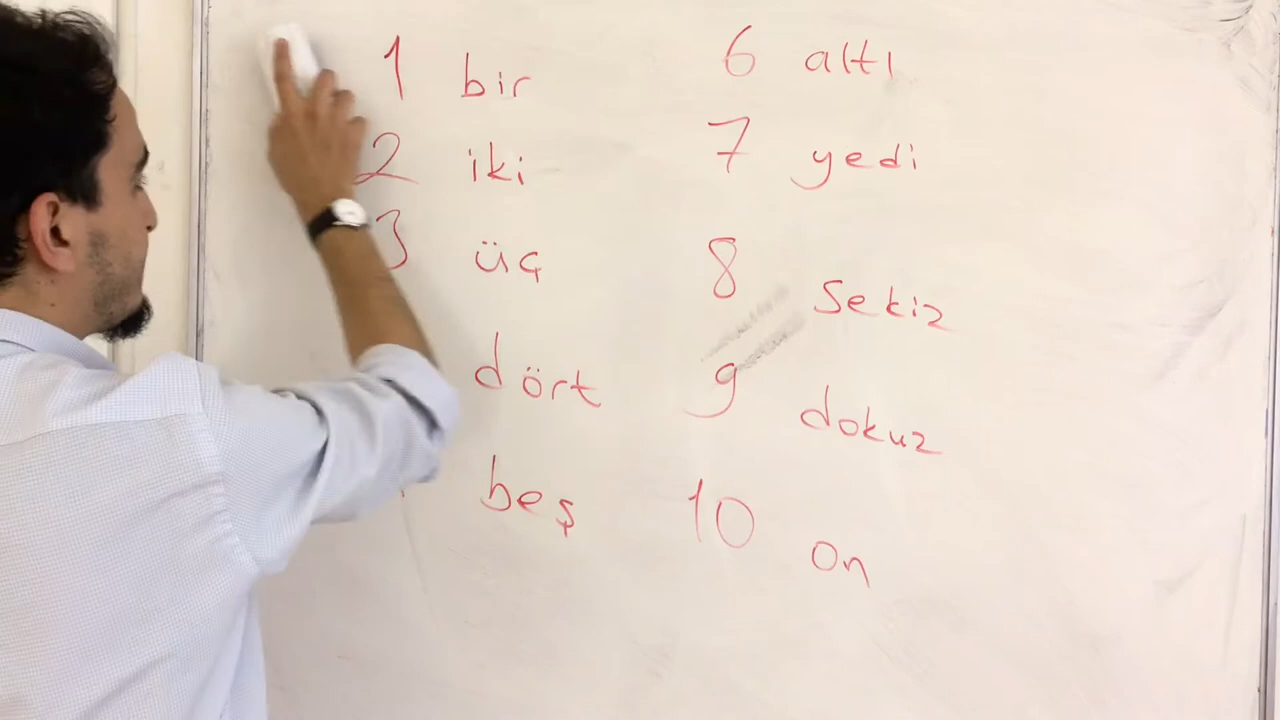 1 bir
2 iki
3 üç
dört
beş
6 altı
7 yedi
8 sekiz
9 dokuz
10 on